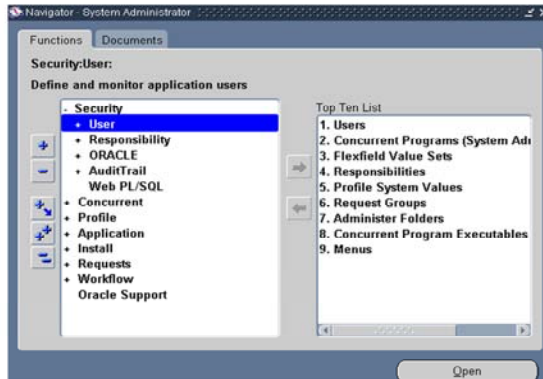 Navigator - System Administrator
Functions
Documents
Security:User:
Define and monitor application users
- Security
+ User
+ Responsibility
+ ORACLE
+ AuditTrail
Web PL/SQL
+ Concurrent
+ Profile
+ Application
+ Install
+ Requests
+ Workflow
Oracle Support
Top Ten List
1. Users
2. Concurrent Programs (System Adm
3. Flexfield Value Sets
4. Responsibilities
5. Profile System Values
6. Request Groups
7. Administer Folders
8. Concurrent Program Executables
9. Menus
Open